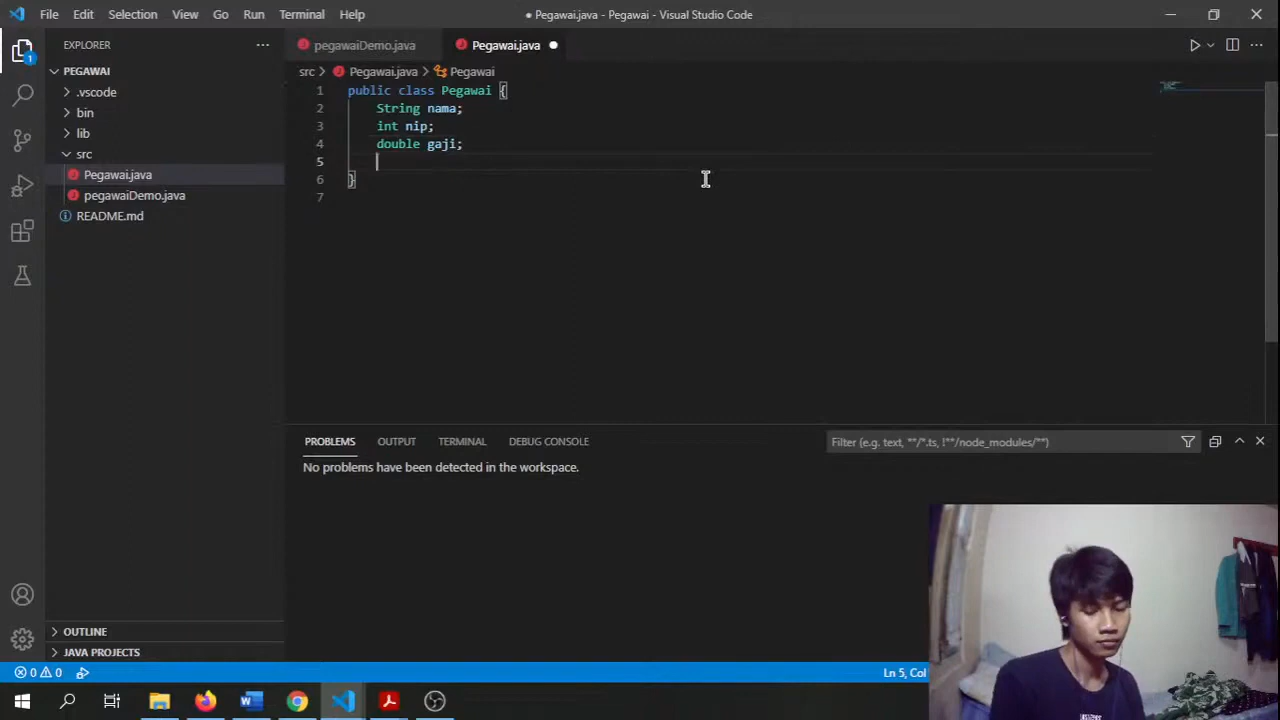 File Edit Selection View Go Run Terminal Help
● Pegawai.java - Pegawai - Visual Studio Code
EXPLORER
pegawaiDemo.java
Pegawai.java
PEGAWAI
src > Pegawai.java > Pegawai
.vscode
bin
lib
src
Pegawai.java
pegawaiDemo.java
README.md
1
1 public class Pegawai {
2 String nama;
3 int nip;
4 double gaji;
5
6 }
7
PROBLEMS OUTPUT TERMINAL DEBUG CONSOLE
Filter (e.g. text, **/*.ts, !**/node_modules/**)
No problems have been detected in the workspace.
OUTLINE
JAVA PROJECTS
0 0
Ln 5, Col